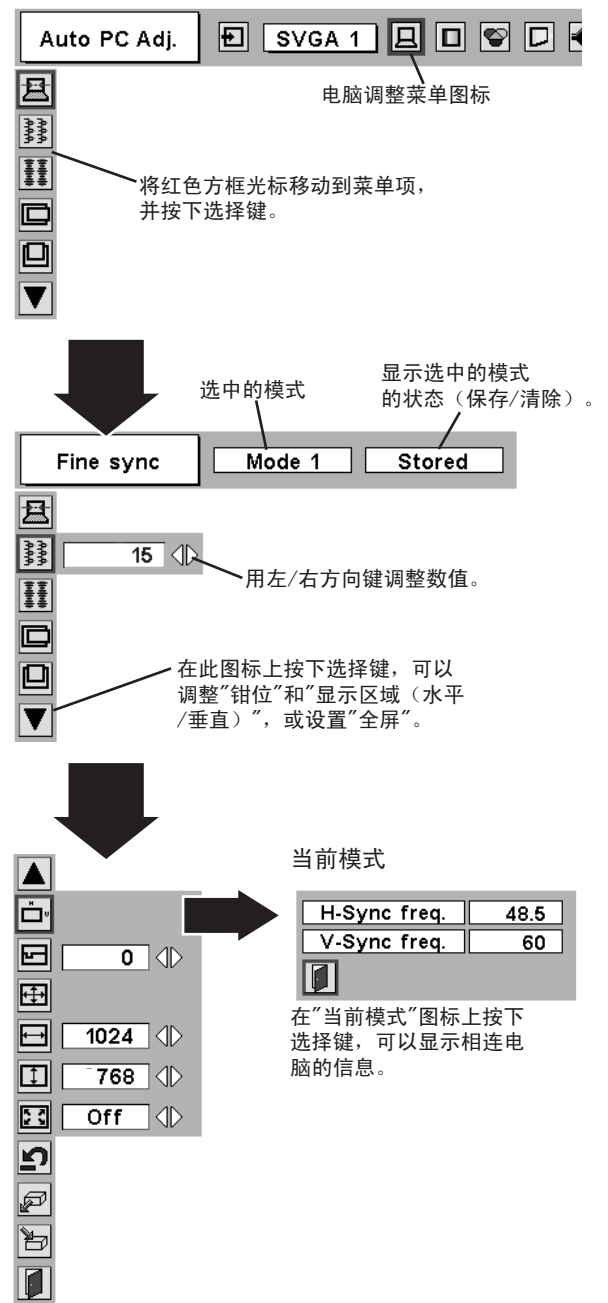 Auto PC Adj.
SVGA 1
电脑调整菜单图标
将红色方框光标移动到菜单项，
并按下选择键。
选中的模式
显示选中的模式
的状态（保存/清除）。
Fine sync
Mode 1
Stored
15
用左/右方向键调整数值。
在此图标上按下选择键，可以
调整"钳位"和"显示区域（水平
/垂直）"，或设置"全屏"。
当前模式
H-Sync freq. 48.5
V-Sync freq. 60
在"当前模式"图标上按下
选择键，可以显示相连电
脑的信息。
H
V
0
1024
768
Off